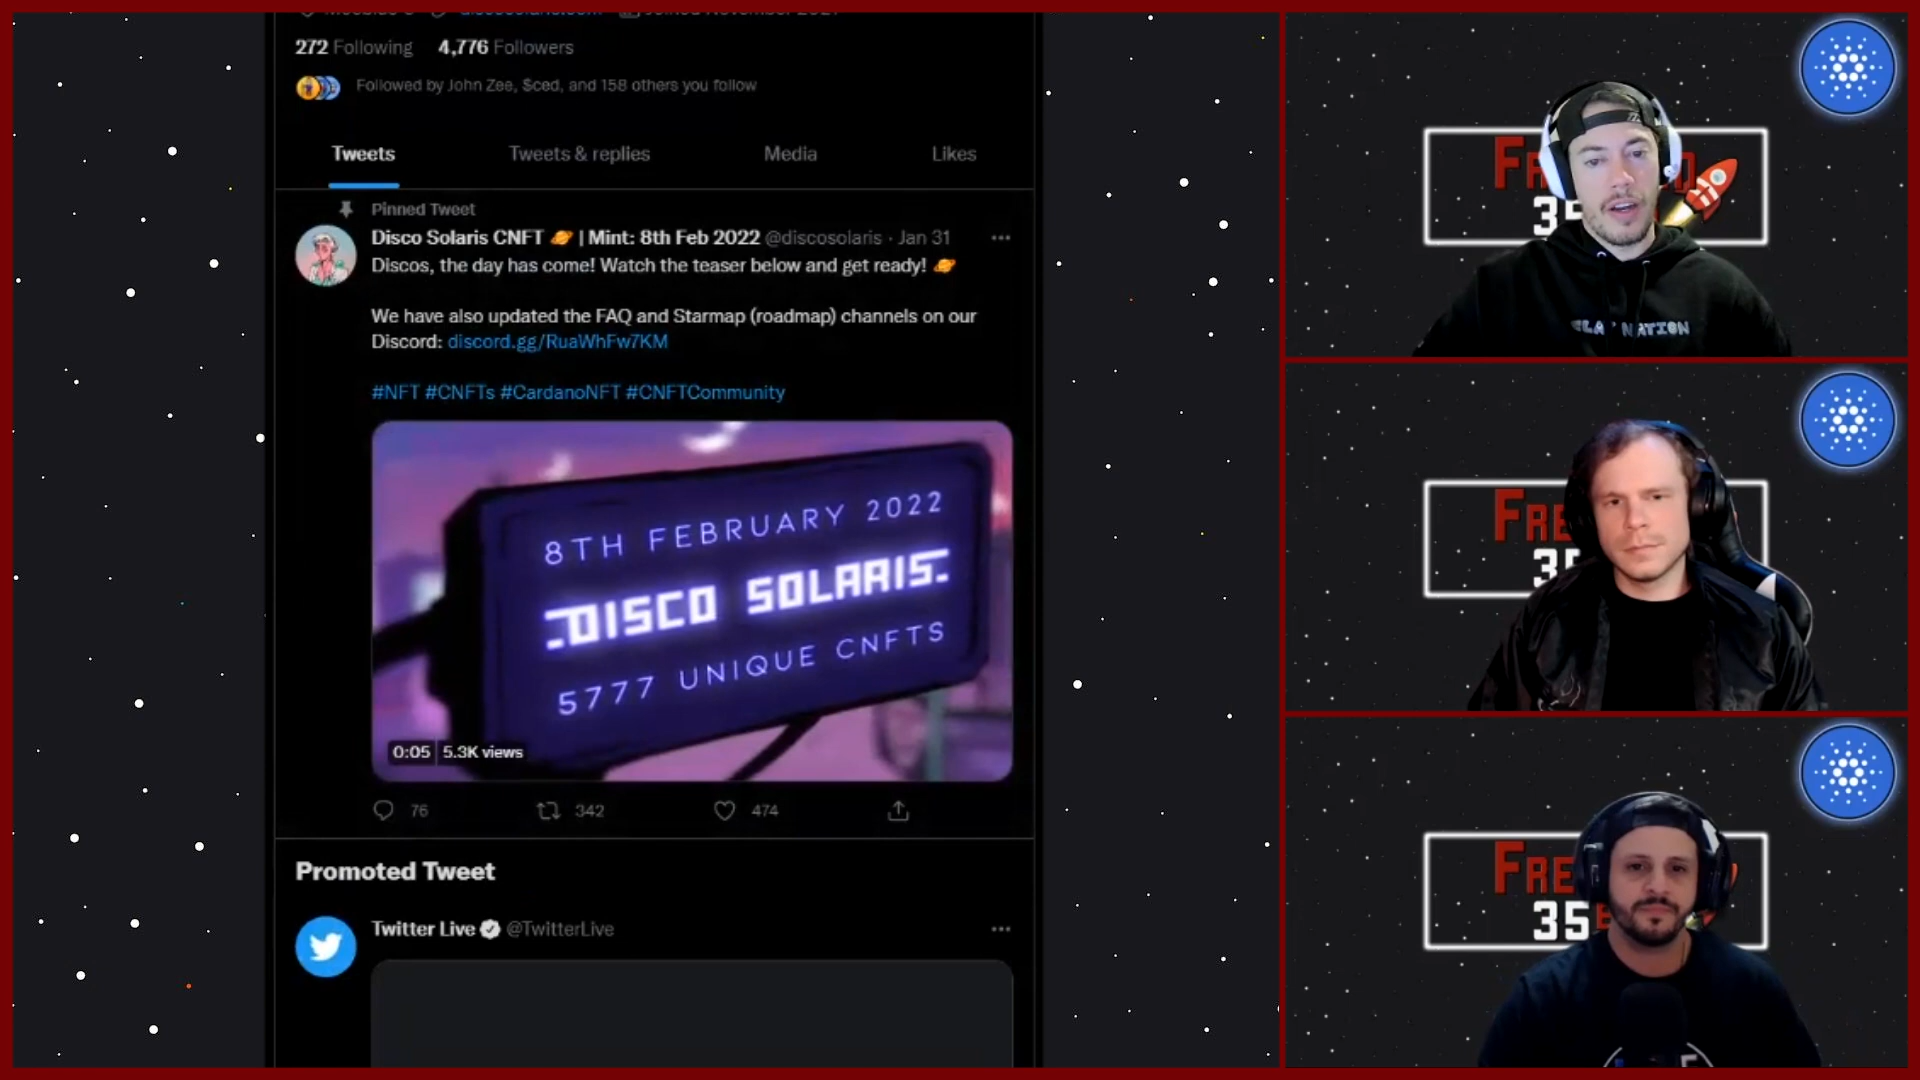 272 Following 4,776 Followers
Followed by John Zee, $ced, and 158 others you follow
Tweets Tweets & replies Media Likes
Pinned Tweet
Disco Solaris CNFT 🪐 | Mint: 8th Feb 2022 @discosolaris · Jan 31
Discos, the day has come! Watch the teaser below and get ready! 🪐
We have also updated the FAQ and Starmap (roadmap) channels on our
Discord: discord.gg/RuaWhFw7KM
#NFT #CNFTs #CardanoNFT #CNFTCommunity
8TH FEBRUARY 2022
DISCO SOLARIS
5777 UNIQUE CNFTS
0:05 5.3K views
76 342 474
Promoted Tweet
Twitter Live @TwitterLive
35
NATION
35
35